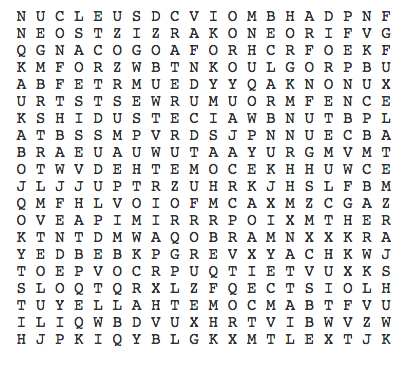 N U C L E U S D C V I O M B H A D P N F
N E O S T Z I Z R A K O N E O R I F V G
Q G N A C O G O A F O R H C R F O E K F
K M F O R Z W B T N K O U L G O R P B U
A B F E T R M U E D Y Y Q A K N O N U X
U R T S T S E W R U M U O R M F E N C E
K S H I D U S T E C I A W B N U T B P L
A T B S S M P V R D S J P N N U E C B A
B R A E U A U W U T A A Y U R G M V M T
O T W V D E H T E M O C E K H H U W C E
J L J J U P T R Z U H R K J H S L F B M
Q M F H L V O I O F M C A X M Z C G A Z
O V E A P I M I R R R P O I X M T H E R
K T N T D M W A Q O B R A M N X X K R A
Y E D B E B K P G R E V X Y A C H K W J
T O E P V O C R P U Q T I E T V U X K S
S L O Q T Q R X L Z F Q E C T S I O L H
T U Y E L L A H T E M O C M A B T F V U
I L I Q W B D V U X H R T V I B W V Z W
H J P K I Q Y B L G K X M T L E X T J K